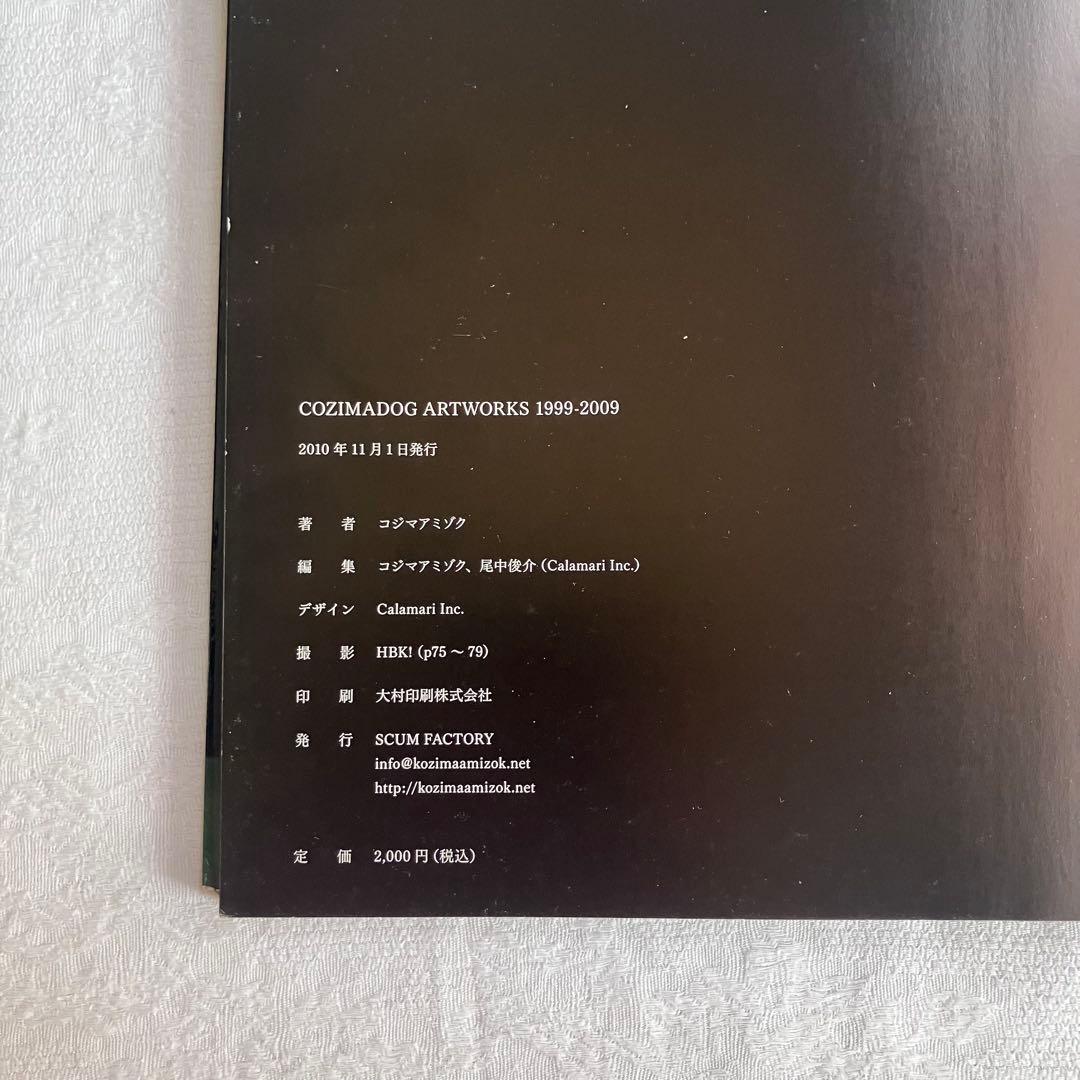 COZIMADOG ARTWORKS 1999-2009
2010年11月1日発行
著　者　コジマアミゾク
編　集　コジマアミゾク、尾中俊介（Calamari Inc.）
デザイン　Calamari Inc.
撮　影　HBK!（p75〜79）
印　刷　大村印刷株式会社
発　行　SCUM FACTORY
info@kozimaamizok.net
http://kozimaamizok.net
定　価　2,000円（税込）